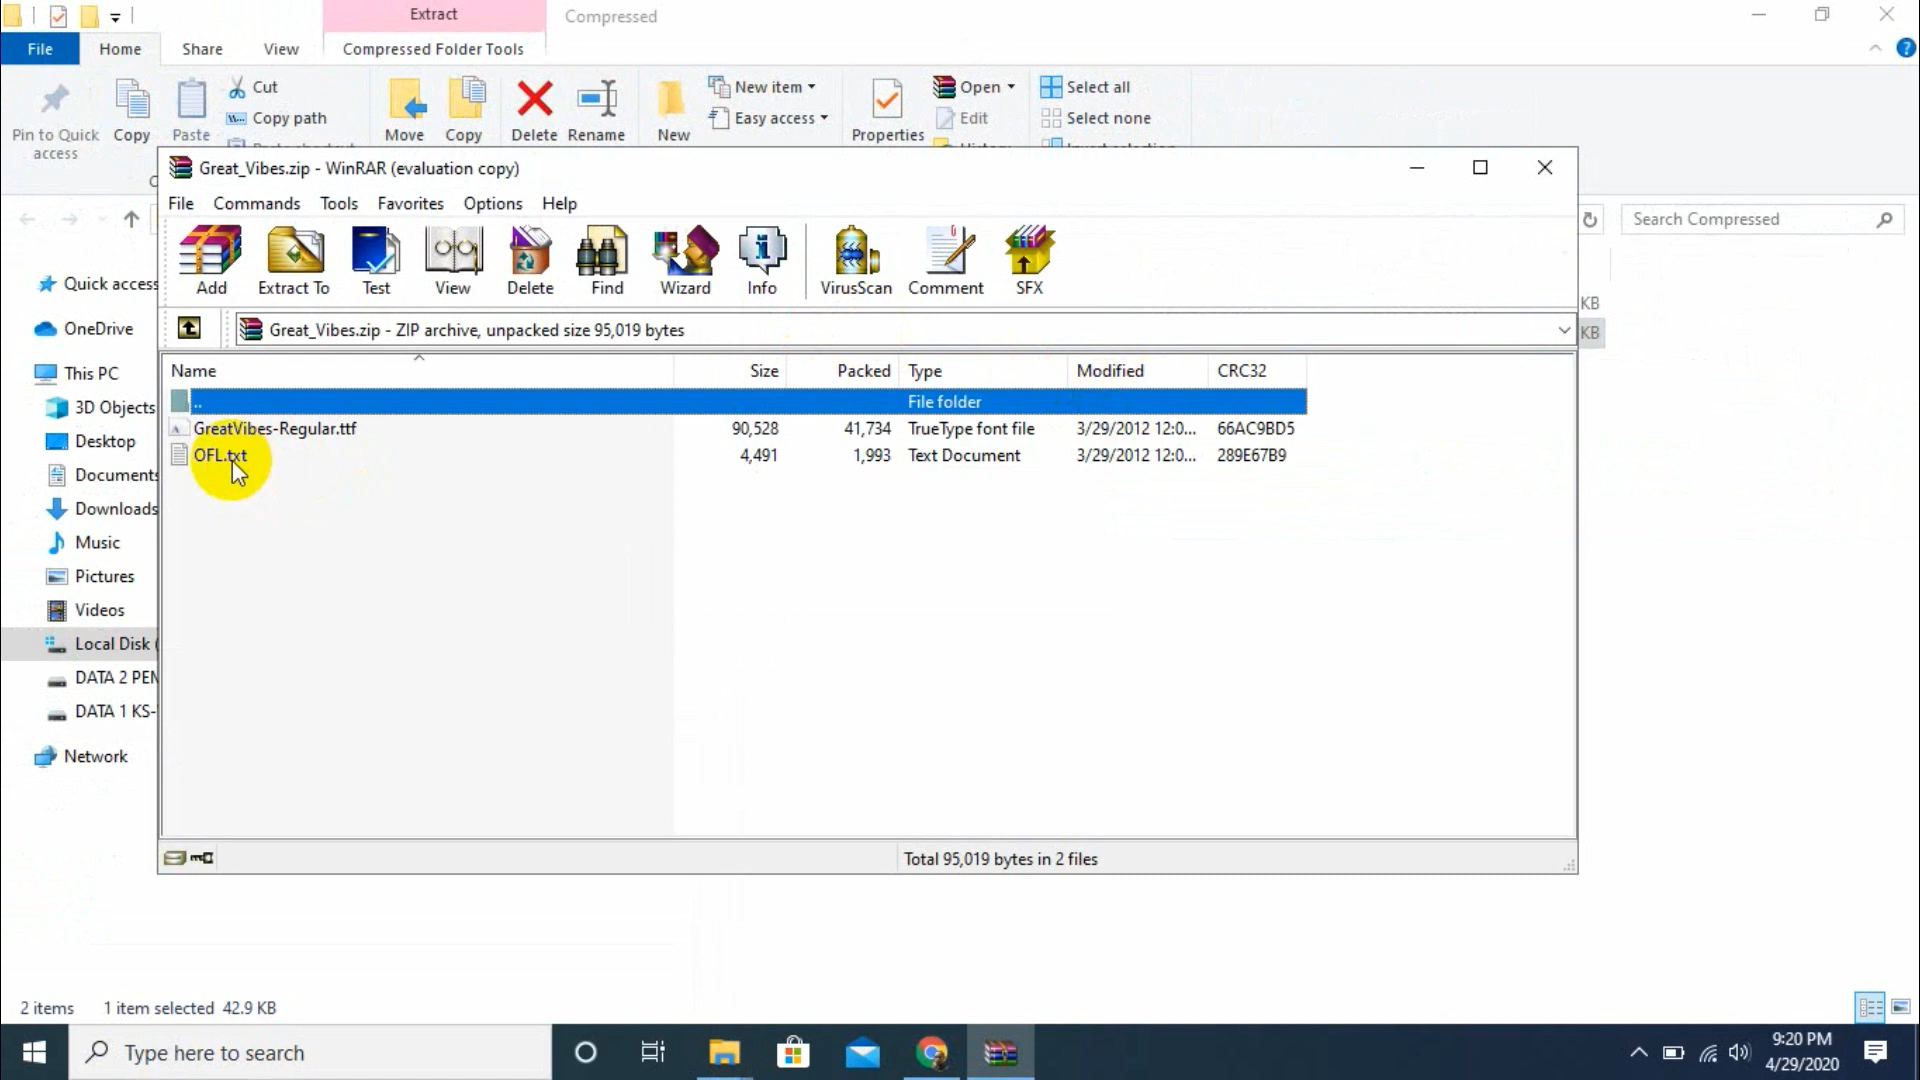 Extract
Compressed
File
Home
Share
View
Compressed Folder Tools
Pin to Quick access
Copy
Paste
Cut
Copy path
Move
Copy
Delete
Rename
New
New item
Easy access
Properties
Open
Edit
Select all
Select none
Great_Vibes.zip - WinRAR (evaluation copy)
File Commands Tools Favorites Options Help
Add
Extract To
Test
View
Delete
Find
Wizard
Info
VirusScan
Comment
SFX
Search Compressed
Great_Vibes.zip - ZIP archive, unpacked size 95,019 bytes
Name Size Packed Type Modified CRC32
.. File folder
GreatVibes-Regular.ttf 90,528 41,734 TrueType font file 3/29/2012 12:0... 66AC9BD5
OFL.txt 4,491 1,993 Text Document 3/29/2012 12:0... 289E67B9
KB
KB
Quick access
OneDrive
This PC
3D Objects
Desktop
Documents
Downloads
Music
Pictures
Videos
Local Disk (
DATA 2 PEN
DATA 1 KS-
Network
Total 95,019 bytes in 2 files
2 items 1 item selected 42.9 KB
Type here to search
9:20 PM
4/29/2020